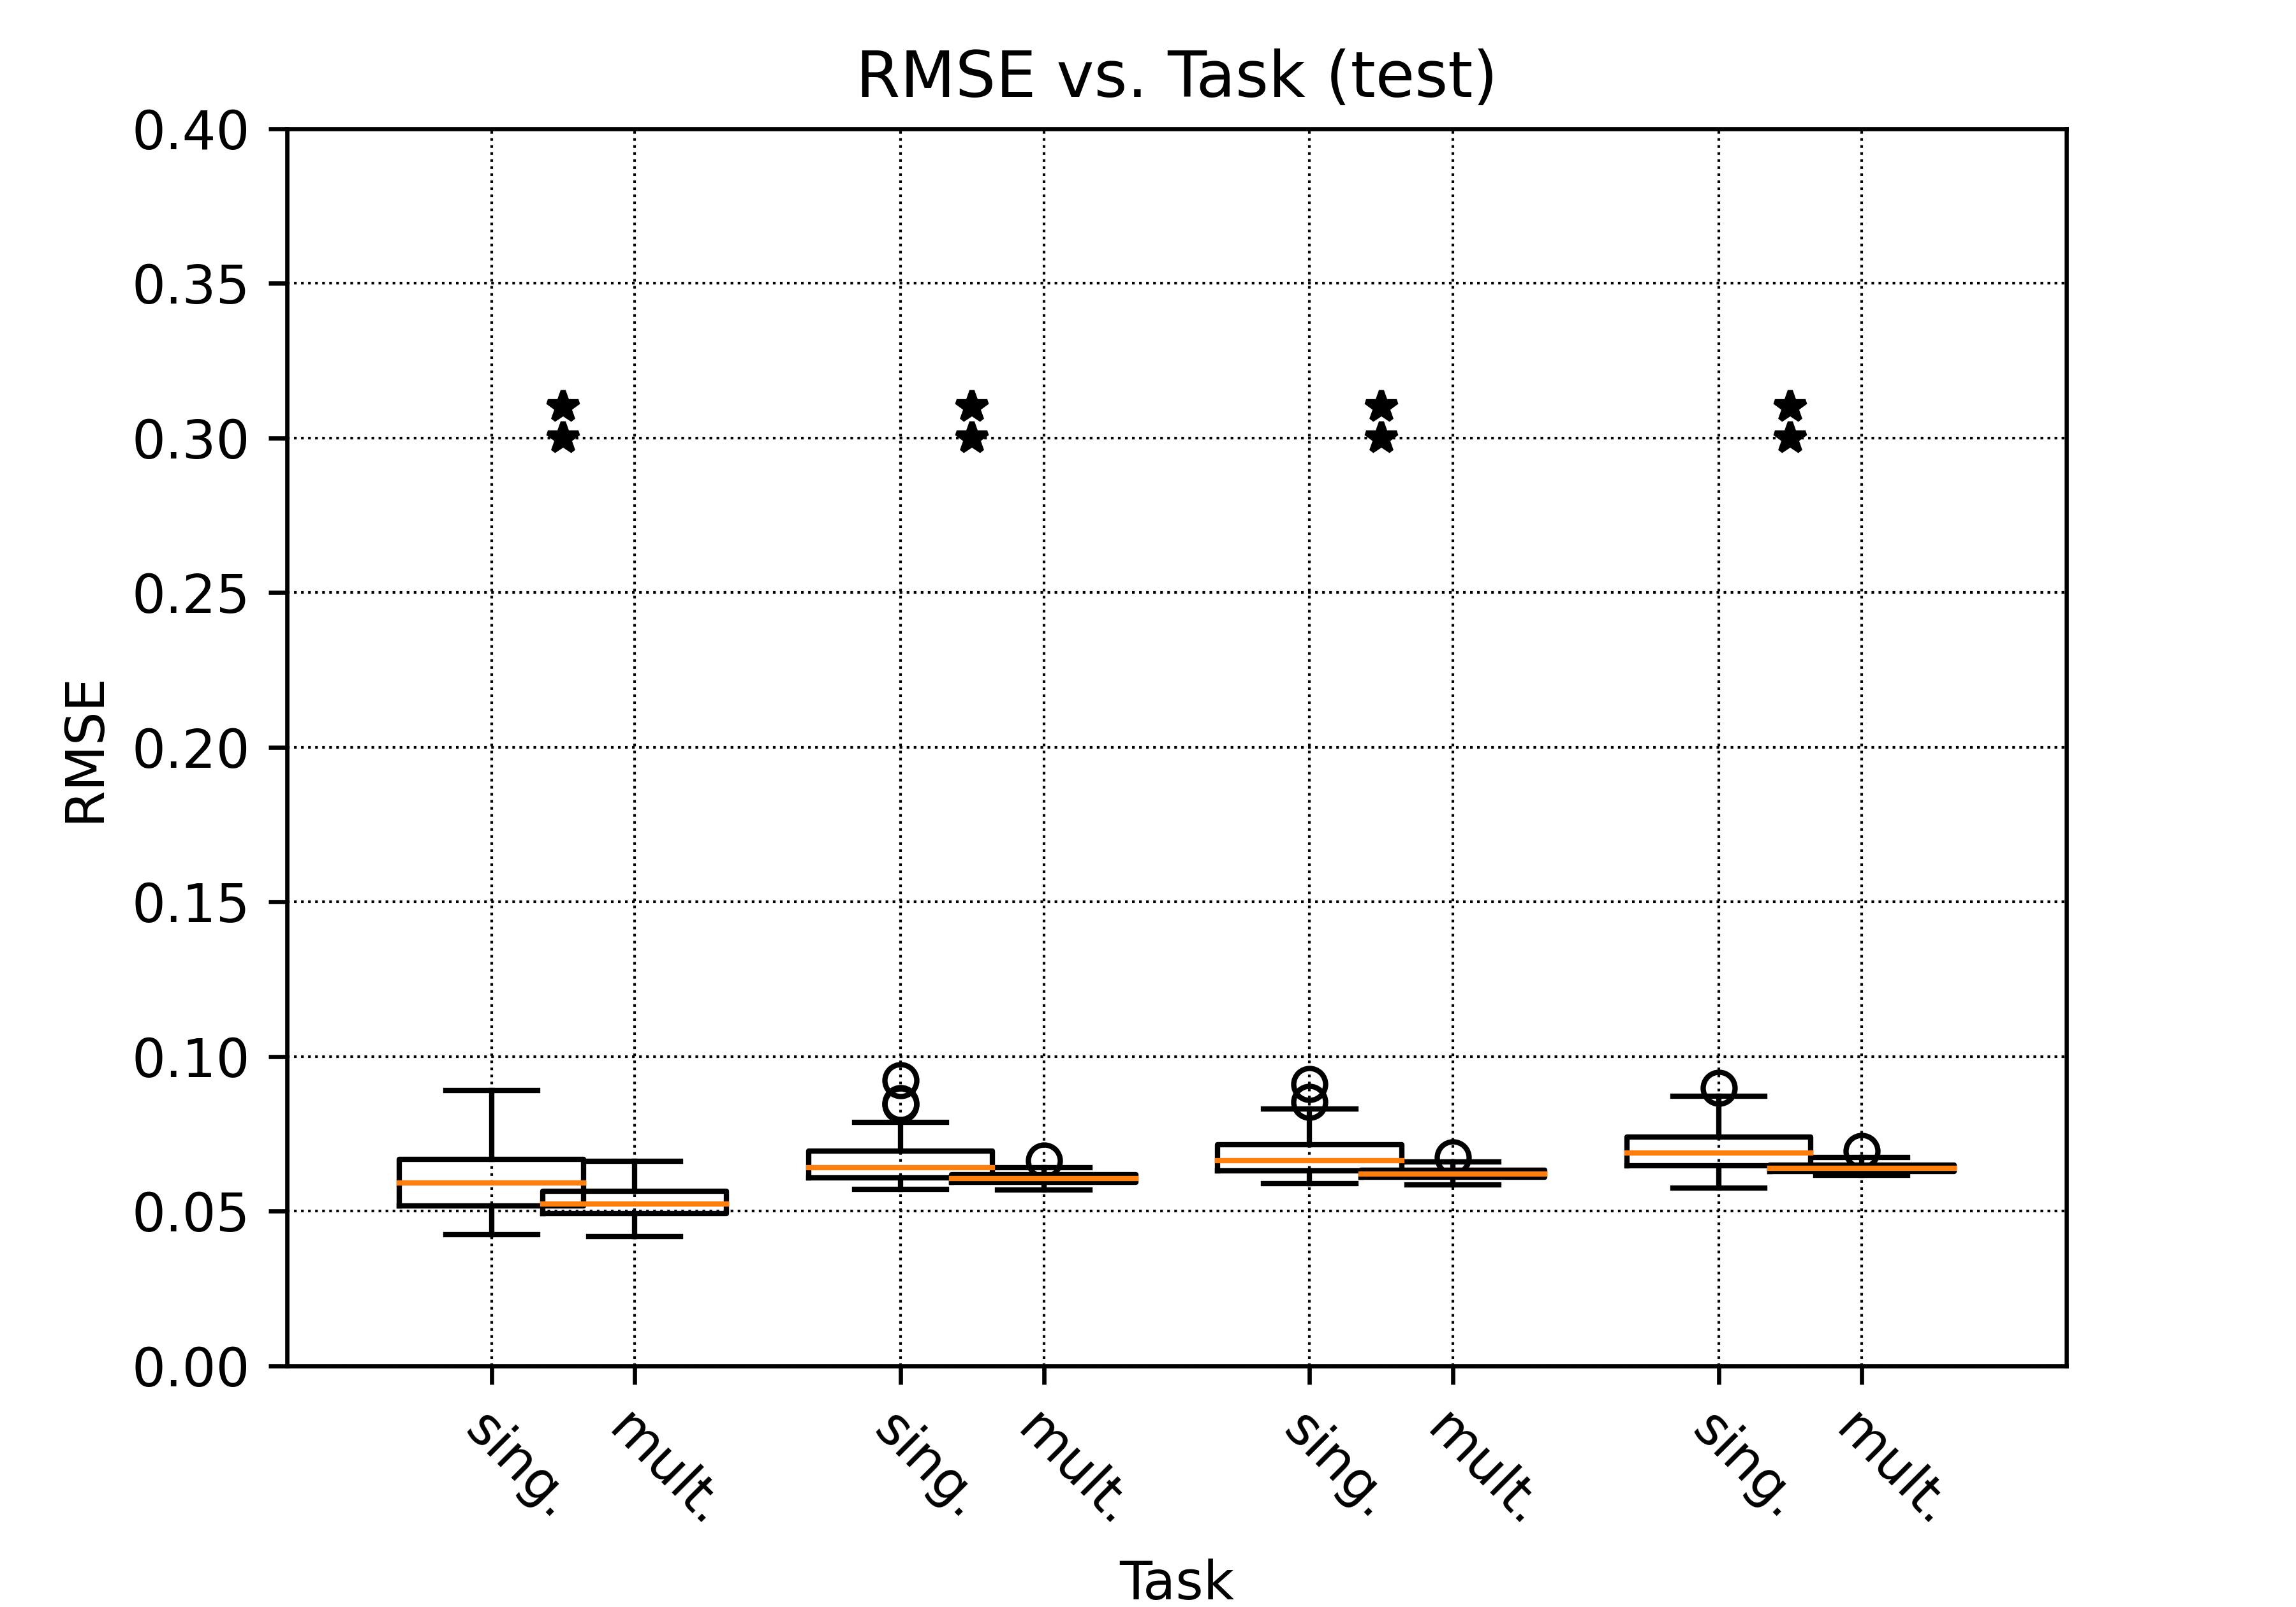 RMSE vs. Task (test)
0.40
0.35
0.30
0.25
0.20
0.15
0.10
0.05
0.00
RMSE
sing. mult. sing. mult. sing. mult. sing. mult.
Task